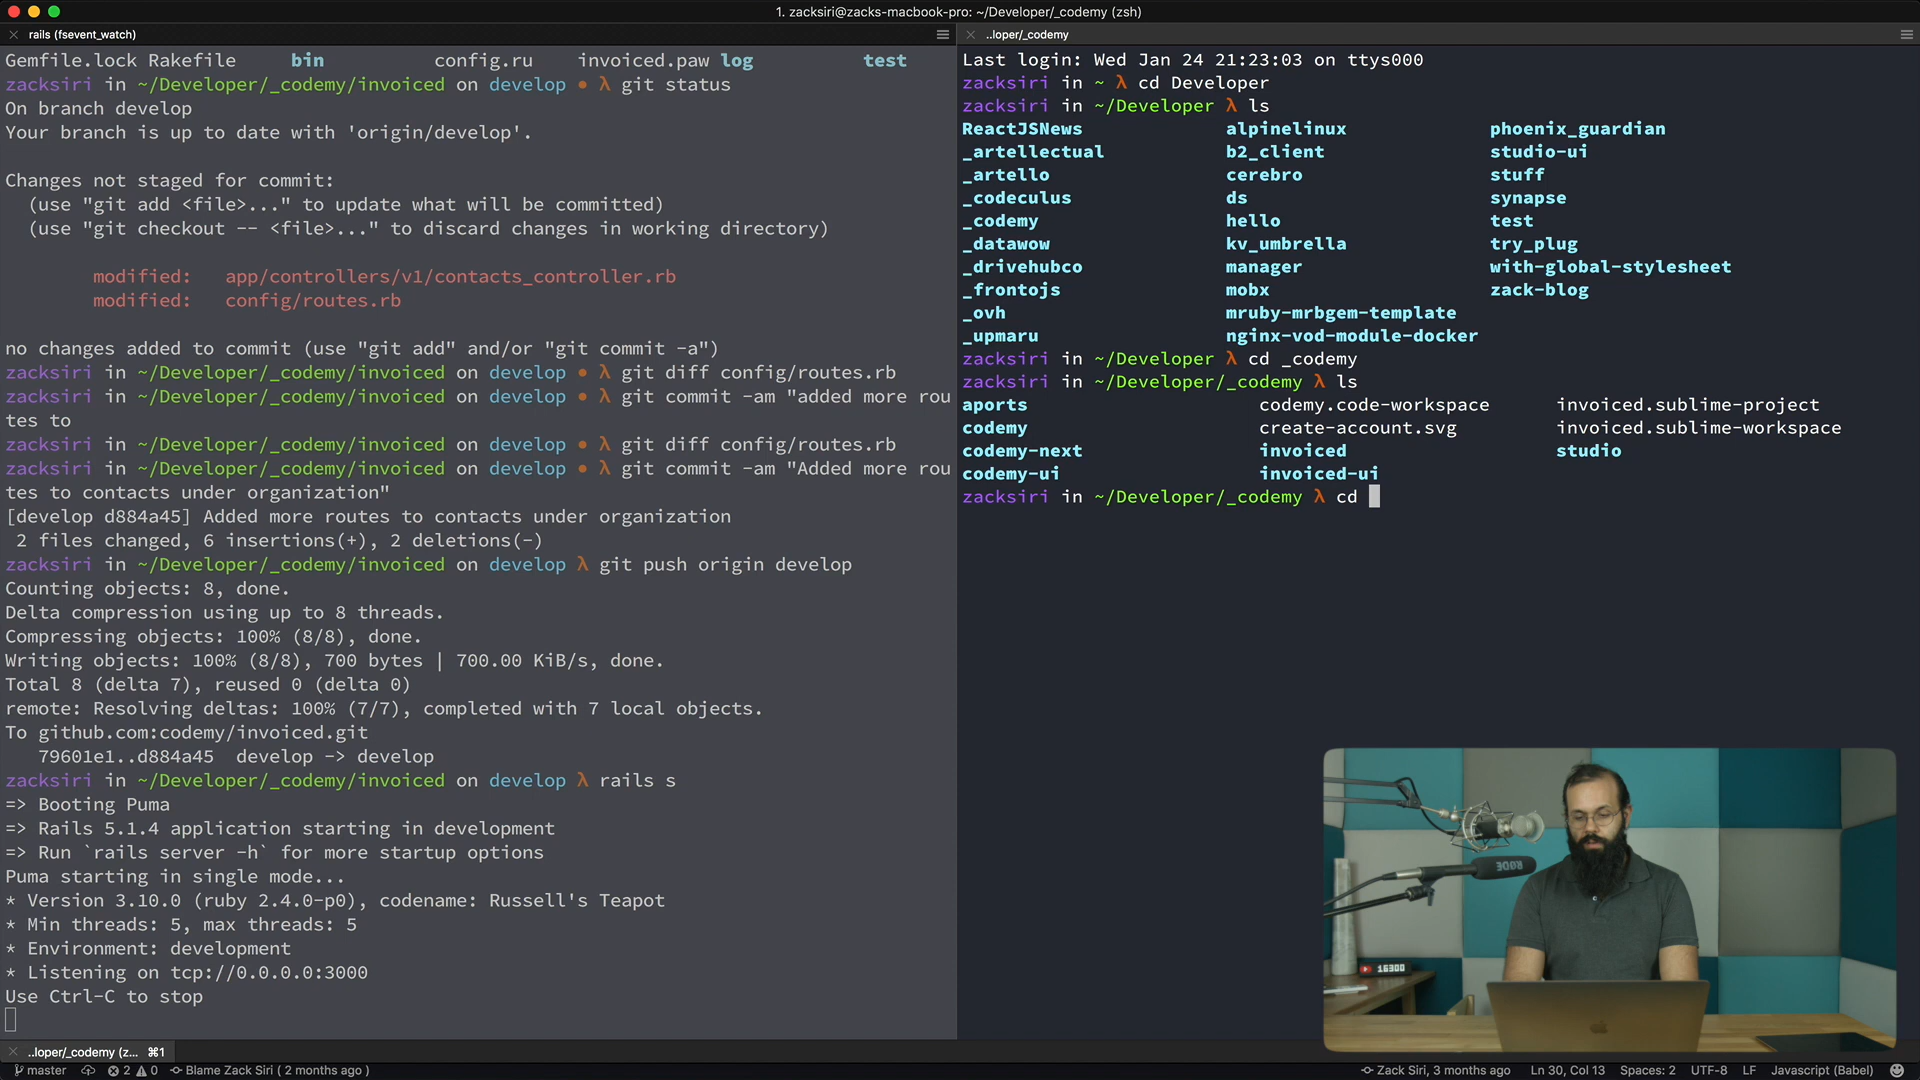 1. zacksiri@zacks-macbook-pro: ~/Developer/_codemy (zsh)
rails (fsevent_watch)
Gemfile.lock Rakefile bin config.ru invoiced.paw log test
zacksiri in ~/Developer/_codemy/invoiced on develop • λ git status
On branch develop
Your branch is up to date with 'origin/develop'.
Changes not staged for commit:
(use "git add <file>..." to update what will be committed)
(use "git checkout -- <file>..." to discard changes in working directory)
modified: app/controllers/v1/contacts_controller.rb
modified: config/routes.rb
no changes added to commit (use "git add" and/or "git commit -a")
zacksiri in ~/Developer/_codemy/invoiced on develop • λ git diff config/routes.rb
zacksiri in ~/Developer/_codemy/invoiced on develop • λ git commit -am "added more rou
tes to
zacksiri in ~/Developer/_codemy/invoiced on develop • λ git diff config/routes.rb
zacksiri in ~/Developer/_codemy/invoiced on develop • λ git commit -am "Added more rou
tes to contacts under organization"
[develop d884a45] Added more routes to contacts under organization
2 files changed, 6 insertions(+), 2 deletions(-)
zacksiri in ~/Developer/_codemy/invoiced on develop λ git push origin develop
Counting objects: 8, done.
Delta compression using up to 8 threads.
Compressing objects: 100% (8/8), done.
Writing objects: 100% (8/8), 700 bytes | 700.00 KiB/s, done.
Total 8 (delta 7), reused 0 (delta 0)
remote: Resolving deltas: 100% (7/7), completed with 7 local objects.
To github.com:codemy/invoiced.git
79601e1..d884a45 develop -> develop
zacksiri in ~/Developer/_codemy/invoiced on develop λ rails s
=> Booting Puma
=> Rails 5.1.4 application starting in development
=> Run `rails server -h` for more startup options
Puma starting in single mode...
* Version 3.10.0 (ruby 2.4.0-p0), codename: Russell's Teapot
* Min threads: 5, max threads: 5
* Environment: development
* Listening on tcp://0.0.0.0:3000
Use Ctrl-C to stop
..loper/_codemy
Last login: Wed Jan 24 21:23:03 on ttys000
zacksiri in ~ λ cd Developer
zacksiri in ~/Developer λ ls
ReactJSNews alpinelinux phoenix_guardian
_artellectual b2_client studio-ui
_artello cerebro stuff
_codeculus ds synapse
_codemy hello test
_datawow kv_umbrella try_plug
_drivehubco manager with-global-stylesheet
_frontojs mobx zack-blog
_ovh mruby-mrbgem-template
_upmaru nginx-vod-module-docker
zacksiri in ~/Developer λ cd _codemy
zacksiri in ~/Developer/_codemy λ ls
aports codemy.code-workspace invoiced.sublime-project
codemy create-account.svg invoiced.sublime-workspace
codemy-next invoiced studio
codemy-ui invoiced-ui
zacksiri in ~/Developer/_codemy λ cd
RØDE
16300
..loper/_codemy (z... ⌘1
master 2 0 Blame Zack Siri ( 2 months ago ) Zack Siri, 3 months ago Ln 30, Col 13 Spaces: 2 UTF-8 LF Javascript (Babel)